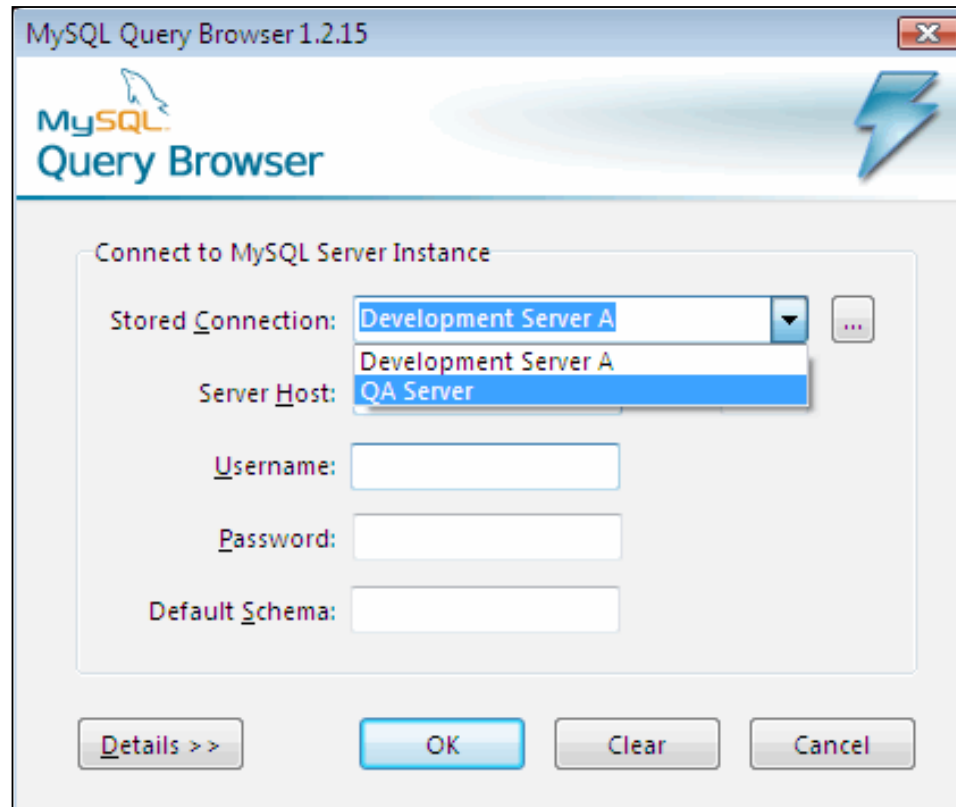 MySQL Query Browser 1.2.15
MySQL
Query Browser
Connect to MySQL Server Instance
Stored Connection: Development Server A ...
Development Server A
Server Host: QA Server
Username:
Password:
Default Schema:
Details >> OK Clear Cancel